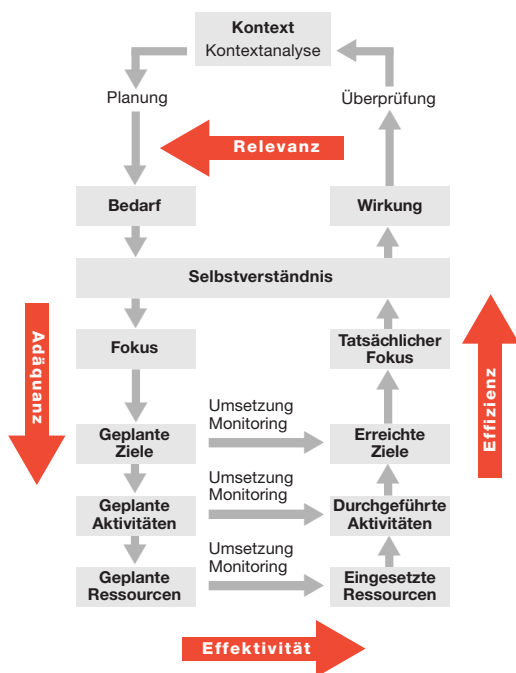 Kontext
Kontextanalyse
Planung
Überprüfung
Relevanz
Bedarf
Wirkung
Selbstverständnis
Adäquanz
Fokus
Tatsächlicher
Fokus
Effizienz
Geplante
Ziele
Umsetzung
Monitoring
Erreichte
Ziele
Geplante
Aktivitäten
Umsetzung
Monitoring
Durchgeführte
Aktivitäten
Geplante
Ressourcen
Umsetzung
Monitoring
Eingesetzte
Ressourcen
Effektivität